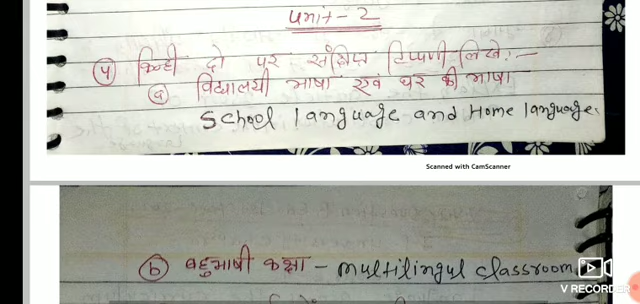 unit - 2
(4) किन्ही दो पर संक्षिप्त टिप्पणी लिखे:-
(a) विद्यालयी भाषा एवं घर की भाषा
School language and Home language.
Scanned with CamScanner
(b) बहुभाषी कक्षा - multilingul classroom
V RECORDER